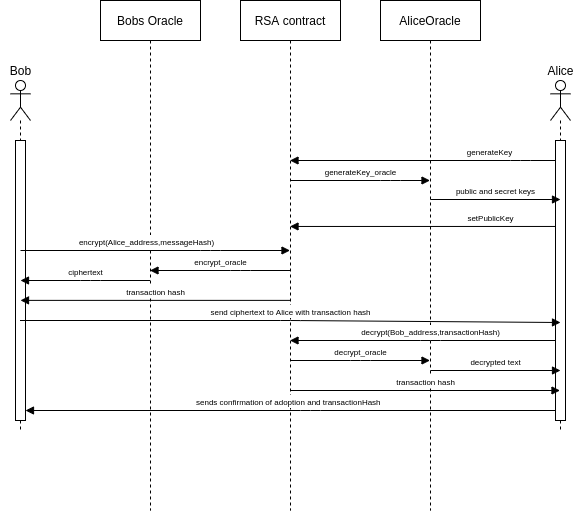 Bobs Oracle
RSA contract
AliceOracle
Bob
Alice
generateKey
generateKey_oracle
public and secret keys
setPublicKey
encrypt(Alice_address,messageHash)
encrypt_oracle
ciphertext
transaction hash
send ciphertext to Alice with transaction hash
decrypt(Bob_address,transactionHash)
decrypt_oracle
decrypted text
transaction hash
sends confirmation of adoption and transactionHash